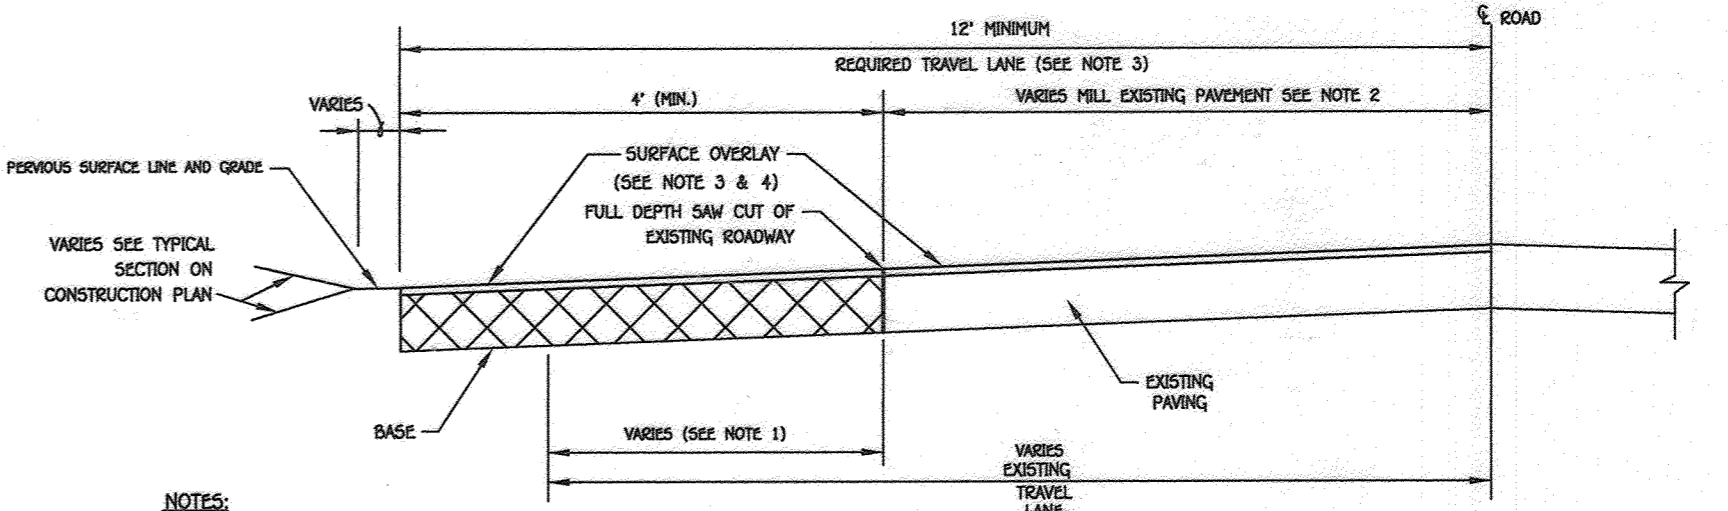 ℄ ROAD
12' MINIMUM
REQUIRED TRAVEL LANE (SEE NOTE 3)
VARIES
4' (MIN.)
VARIES MILL EXISTING PAVEMENT SEE NOTE 2
PERVIOUS SURFACE LINE AND GRADE
SURFACE OVERLAY
(SEE NOTE 3 & 4)
FULL DEPTH SAW CUT OF
EXISTING ROADWAY
VARIES SEE TYPICAL
SECTION ON
CONSTRUCTION PLAN
EXISTING
PAVING
BASE
VARIES (SEE NOTE 1)
VARIES
EXISTING
TRAVEL
LANE
NOTES: